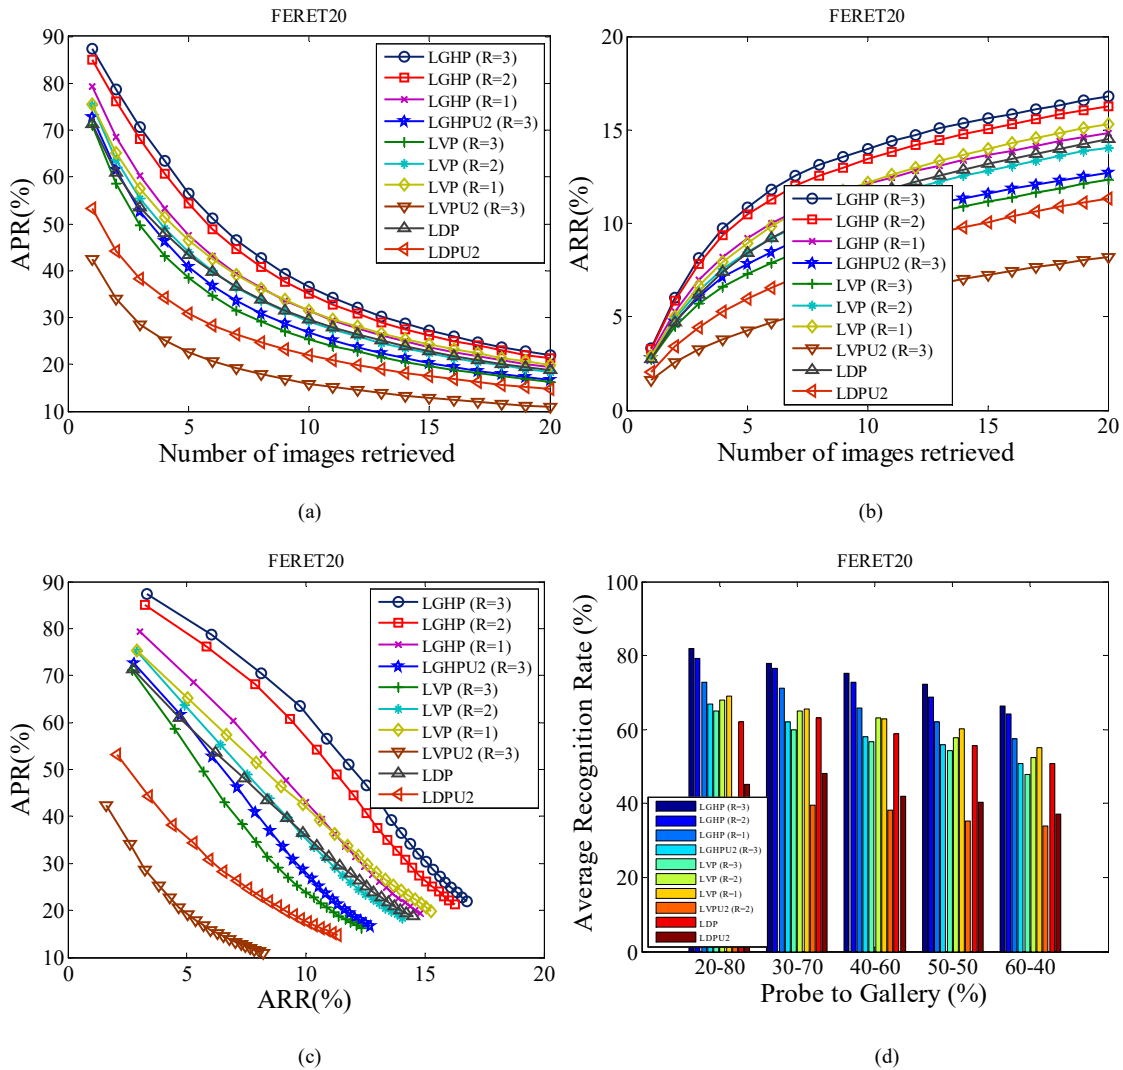 FERET20
90
80
70
60
50
40
30
20
10
APR(%)
0
5
10
15
20
Number of images retrieved
LGHP (R=3)
LGHP (R=2)
LGHP (R=1)
LGHPU2 (R=3)
LVP (R=3)
LVP (R=2)
LVP (R=1)
LVPU2 (R=3)
LDP
LDPU2
(a)
FERET20
20
15
10
5
0
ARR(%)
0
5
10
15
20
Number of images retrieved
LGHP (R=3)
LGHP (R=2)
LGHP (R=1)
LGHPU2 (R=3)
LVP (R=3)
LVP (R=2)
LVP (R=1)
LVPU2 (R=3)
LDP
LDPU2
(b)
FERET20
90
80
70
60
50
40
30
20
10
APR(%)
0
5
10
15
20
ARR(%)
LGHP (R=3)
LGHP (R=2)
LGHP (R=1)
LGHPU2 (R=3)
LVP (R=3)
LVP (R=2)
LVP (R=1)
LVPU2 (R=3)
LDP
LDPU2
(c)
FERET20
100
80
60
40
20
0
Average Recognition Rate (%)
20-80
30-70
40-60
50-50
60-40
Probe to Gallery (%)
LGHP (R=3)
LGHP (R=2)
LGHP (R=1)
LGHPU2 (R=3)
LVP (R=3)
LVP (R=2)
LVP (R=1)
LVPU2 (R=2)
LDP
LDPU2
(d)